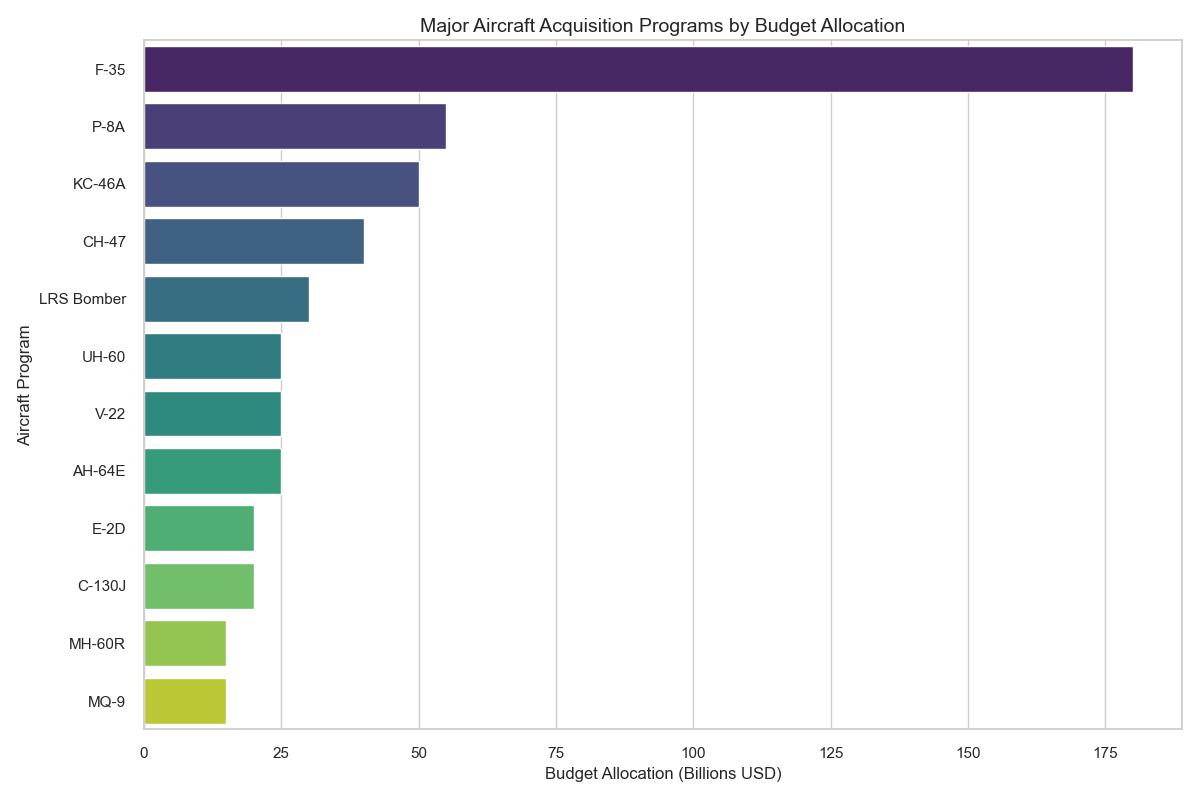 Major Aircraft Acquisition Programs by Budget Allocation
F-35
P-8A
KC-46A
CH-47
LRS Bomber
UH-60
V-22
AH-64E
E-2D
C-130J
MH-60R
MQ-9
Aircraft Program
0 25 50 75 100 125 150 175
Budget Allocation (Billions USD)